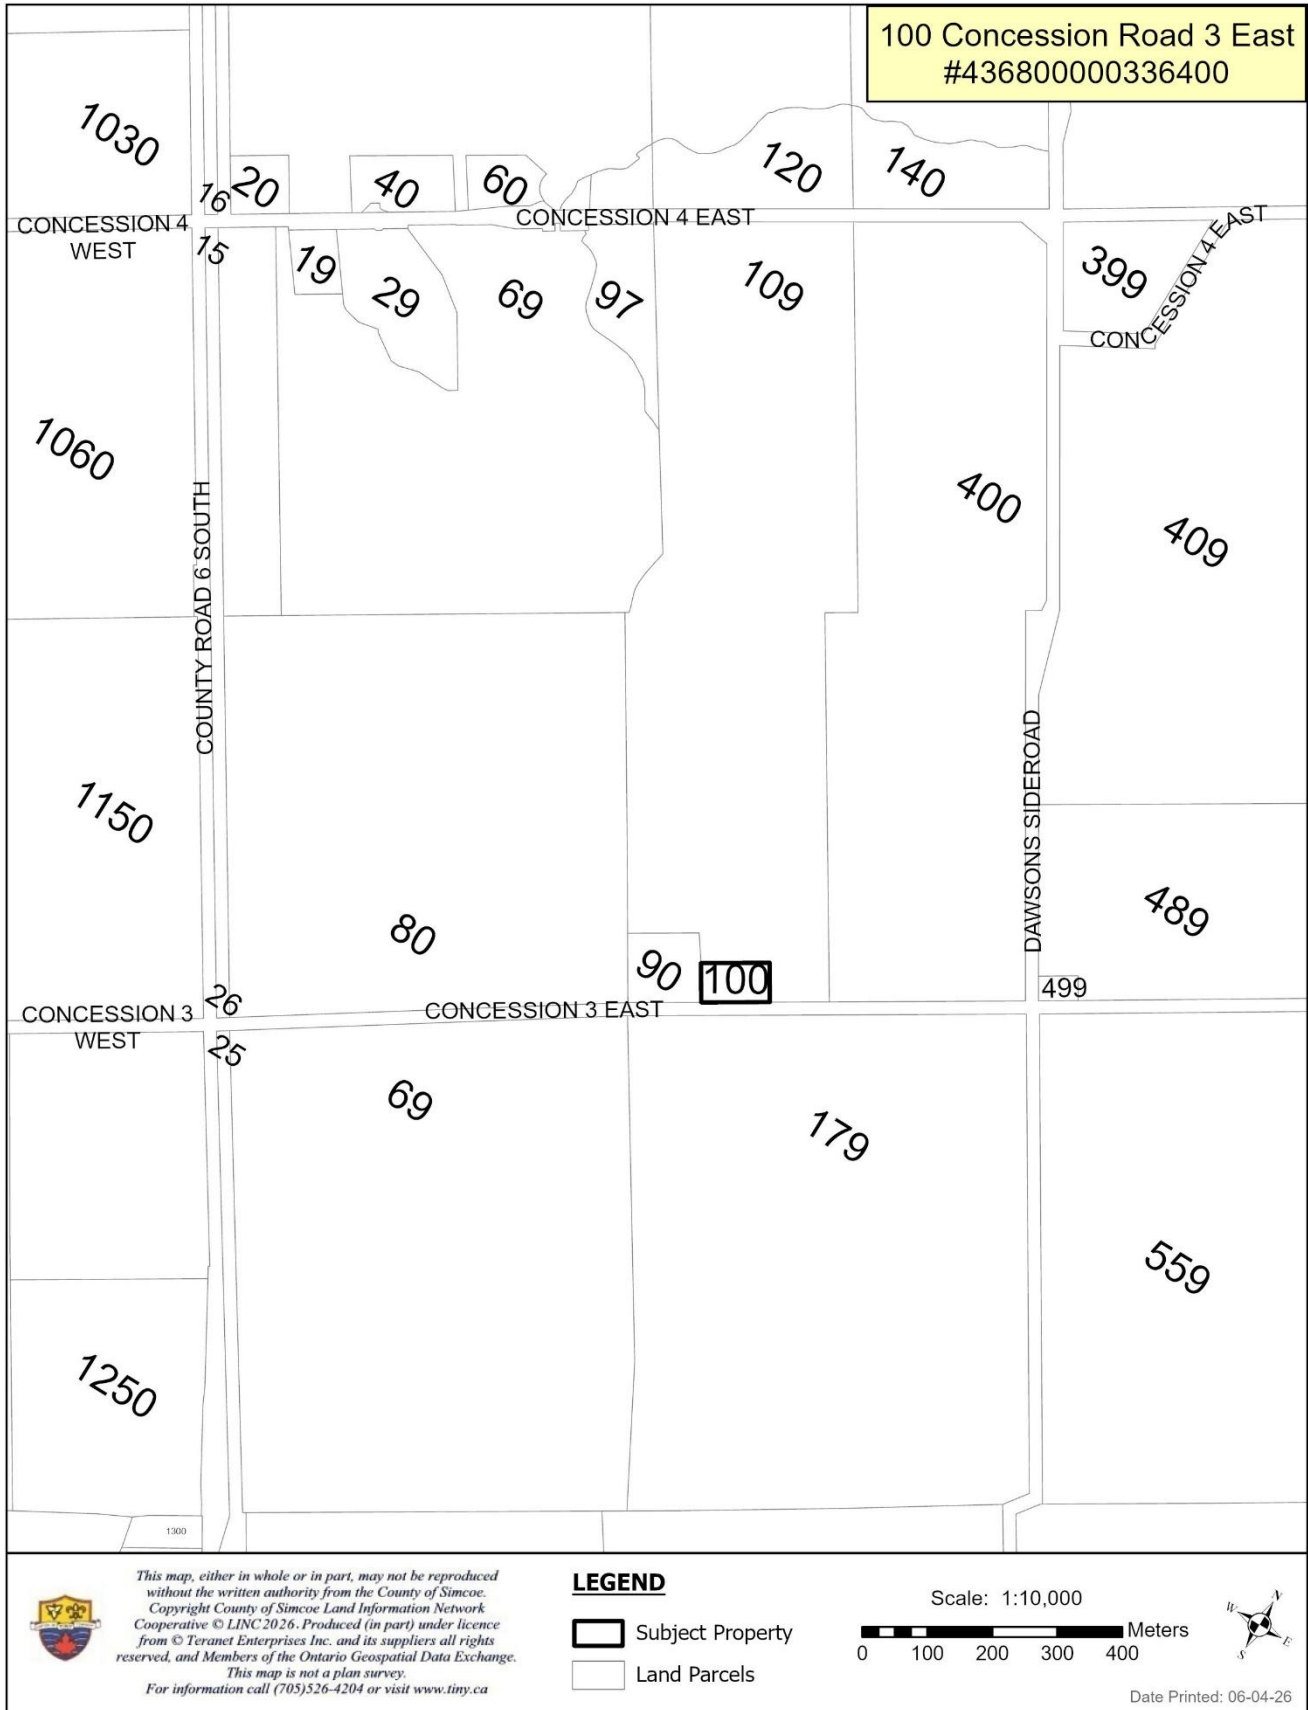 100 Concession Road 3 East
#436800000336400
1030
16
20
40
60
120
140
CONCESSION 4
WEST
CONCESSION 4 EAST
CONCESSION 4 EAST
15
19
29
69
97
109
399
1060
400
409
COUNTY ROAD 6 SOUTH
1150
DAWSONS SIDEROAD
80
489
90
100
499
26
CONCESSION 3
WEST
CONCESSION 3 EAST
25
69
179
559
1250
1300
This map, either in whole or in part, may not be reproduced
without the written authority from the County of Simcoe.
Copyright County of Simcoe Land Information Network
Cooperative © LINC 2026. Produced (in part) under licence
from © Teranet Enterprises Inc. and its suppliers all rights
reserved, and Members of the Ontario Geospatial Data Exchange.
This map is not a plan survey.
For information call (705)526-4204 or visit www.tiny.ca
LEGEND
Subject Property
Land Parcels
Scale: 1:10,000
Meters
0 100 200 300 400
N
W
E
S
Date Printed: 06-04-26